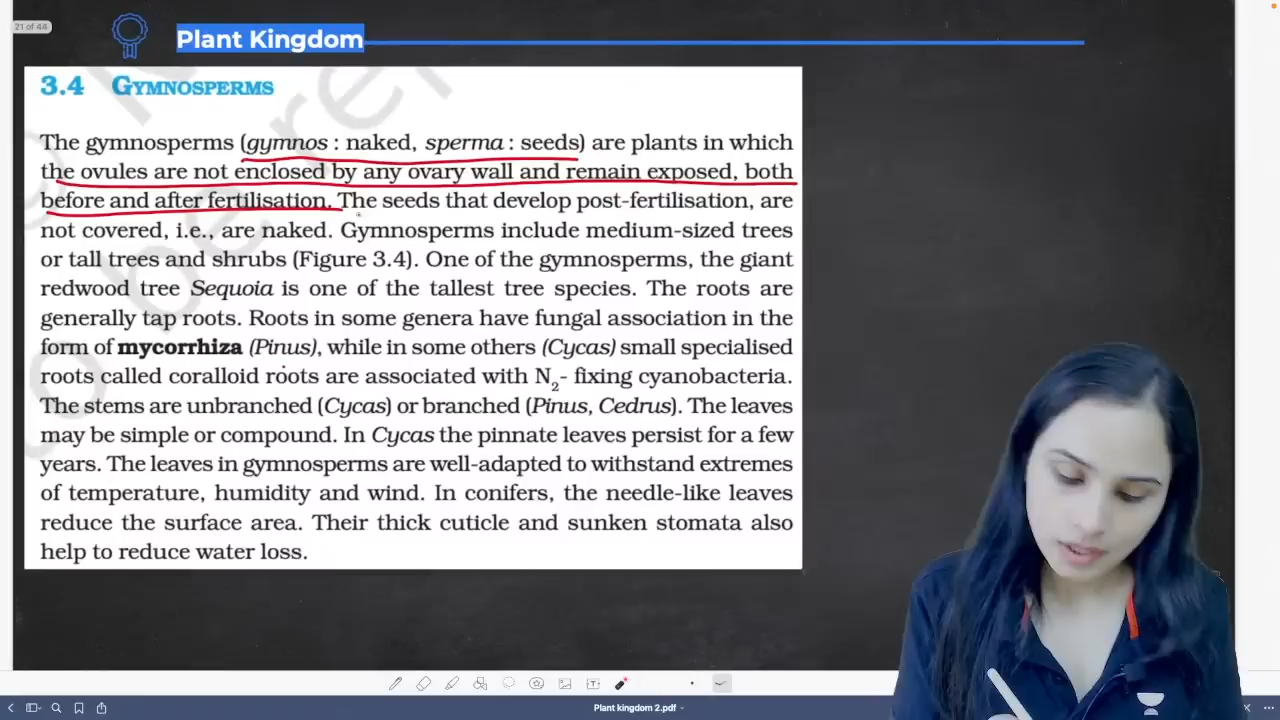 21 of 44
Plant Kingdom
3.4 GYMNOSPERMS
The gymnosperms (gymnos : naked, sperma : seeds) are plants in which
the ovules are not enclosed by any ovary wall and remain exposed, both
before and after fertilisation. The seeds that develop post-fertilisation, are
not covered, i.e., are naked. Gymnosperms include medium-sized trees
or tall trees and shrubs (Figure 3.4). One of the gymnosperms, the giant
redwood tree Sequoia is one of the tallest tree species. The roots are
generally tap roots. Roots in some genera have fungal association in the
form of mycorrhiza (Pinus), while in some others (Cycas) small specialised
roots called coralloid roots are associated with N₂- fixing cyanobacteria.
The stems are unbranched (Cycas) or branched (Pinus, Cedrus). The leaves
may be simple or compound. In Cycas the pinnate leaves persist for a few
years. The leaves in gymnosperms are well-adapted to withstand extremes
of temperature, humidity and wind. In conifers, the needle-like leaves
reduce the surface area. Their thick cuticle and sunken stomata also
help to reduce water loss.
Plant kingdom 2.pdf